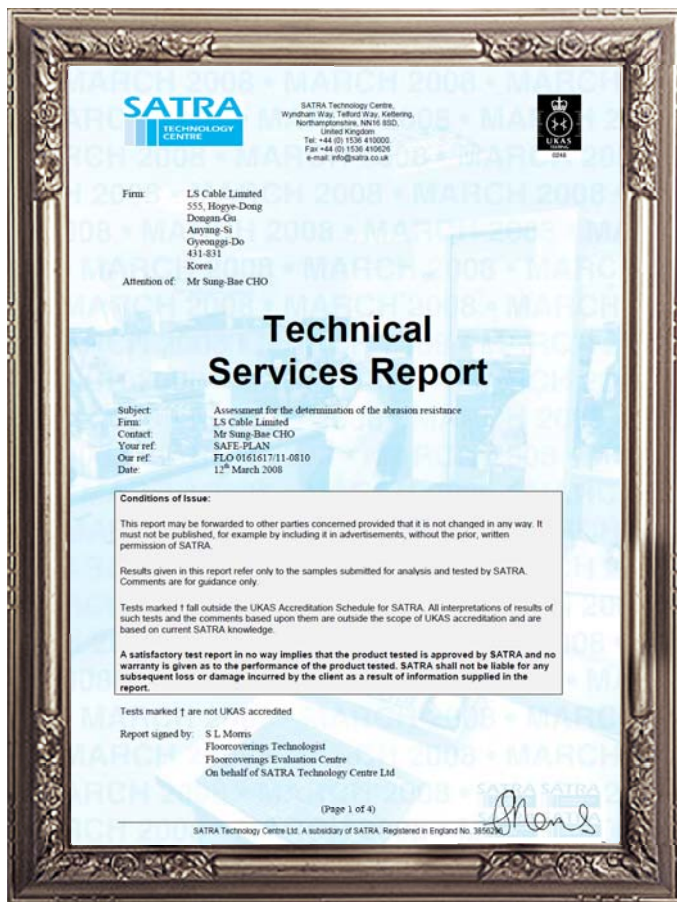 SATRA
TECHNOLOGY
CENTRE
SATRA Technology Centre,
Wyndham Way, Telford Way, Kettering,
Northamptonshire, NN16 8SD,
United Kingdom
Tel: +44 (0) 1536 410000
Fax +44 (0) 1536 410626
e-mail: info@satra.co.uk
UKAS
TESTING
0248
Firm: LS Cable Limited
555, Hogye-Dong
Dongan-Gu
Anyang-Si
Gyeonggi-Do
431-831
Korea
Attention of: Mr Sung-Bae CHO
Technical
Services Report
Subject: Assessment for the determination of the abrasion resistance
Firm: LS Cable Limited
Contact: Mr Sung-Bae CHO
Your ref: SAFE-PLAN
Our ref: FLO 0161617/11-0810
Date: 12th March 2008
Conditions of Issue:
This report may be forwarded to other parties concerned provided that it is not changed in any way. It
must not be published, for example by including it in advertisements, without the prior, written
permission of SATRA.
Results given in this report refer only to the samples submitted for analysis and tested by SATRA.
Comments are for guidance only.
Tests marked † fall outside the UKAS Accreditation Schedule for SATRA. All interpretations of results of
such tests and the comments based upon them are outside the scope of UKAS accreditation and are
based on current SATRA knowledge.
A satisfactory test report in no way implies that the product tested is approved by SATRA and no
warranty is given as to the performance of the product tested. SATRA shall not be liable for any
subsequent loss or damage incurred by the client as a result of information supplied in the
report.
Tests marked † are not UKAS accredited
Report signed by: S L Morris
Floorcoverings Technologist
Floorcoverings Evaluation Centre
On behalf of SATRA Technology Centre Ltd
SATRA SATRA
(Page 1 of 4)
SATRA Technology Centre Ltd. A subsidiary of SATRA. Registered in England No. 3856296